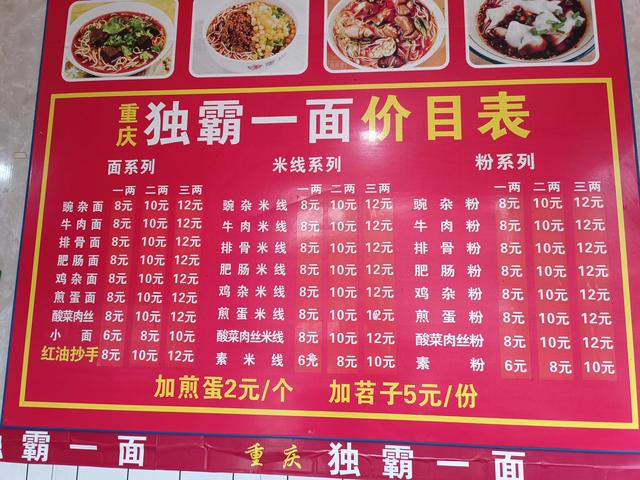 重庆 独霸一面 价目表
面系列 米线系列 粉系列
一两 二两 三两 一两 二两 三两 一两 二两 三两
豌杂面 8元 10元 12元 豌杂米线 8元 10元 12元 豌杂粉 8元 10元 12元
牛肉面 8元 10元 12元 牛肉米线 8元 10元 12元 牛肉粉 8元 10元 12元
排骨面 8元 10元 12元 排骨米线 8元 10元 12元 排骨粉 8元 10元 12元
肥肠面 8元 10元 12元 肥肠米线 8元 10元 12元 肥肠粉 8元 10元 12元
鸡杂面 8元 10元 12元 鸡杂米线 8元 10元 12元 鸡杂粉 8元 10元 12元
煎蛋面 8元 10元 12元 煎蛋米线 8元 10元 12元 煎蛋粉 8元 10元 12元
酸菜肉丝 8元 10元 12元 酸菜肉丝米线 8元 10元 12元 酸菜肉丝粉 8元 10元 12元
小面 6元 8元 10元 素米线 6元 8元 10元 素粉 6元 8元 10元
红油抄手 8元 10元 12元
加煎蛋2元/个 加苕子5元/份
独霸一面 重庆 独霸一面